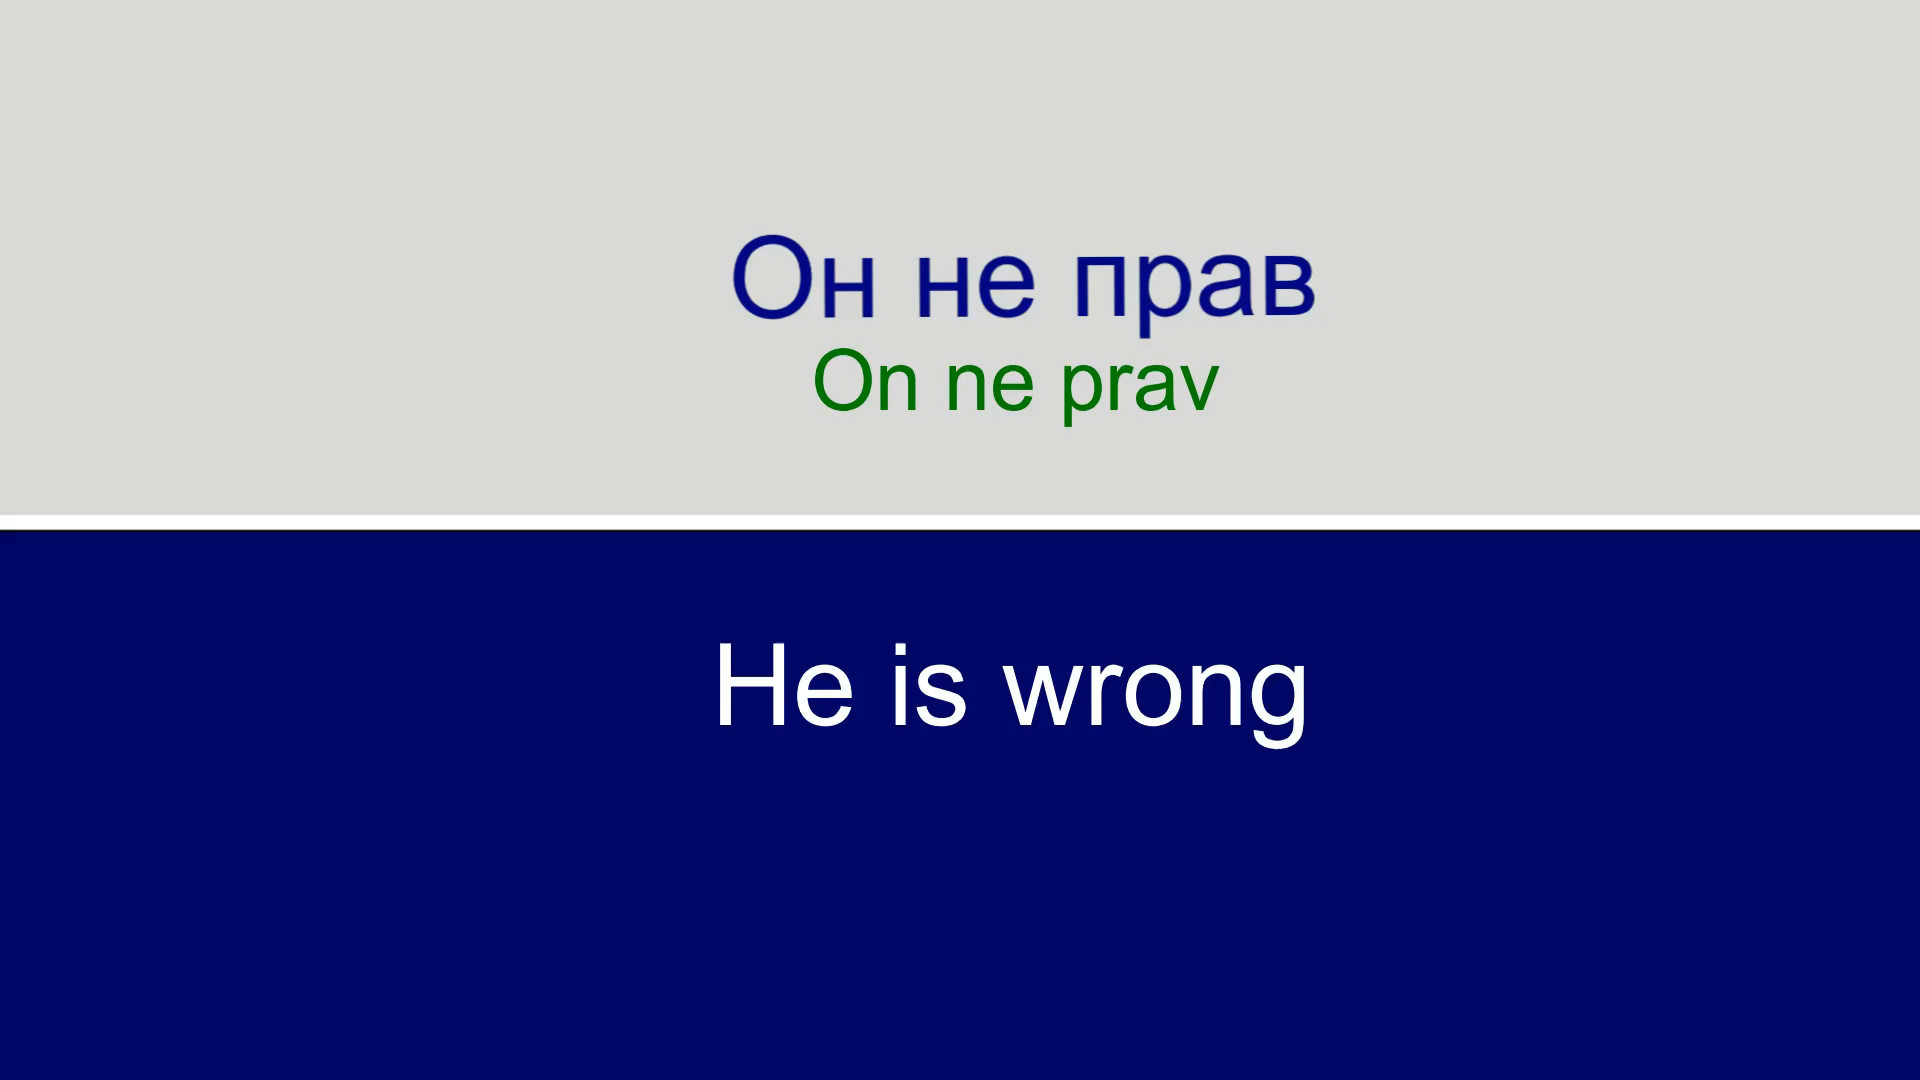 Он не прав
On ne prav
He is wrong